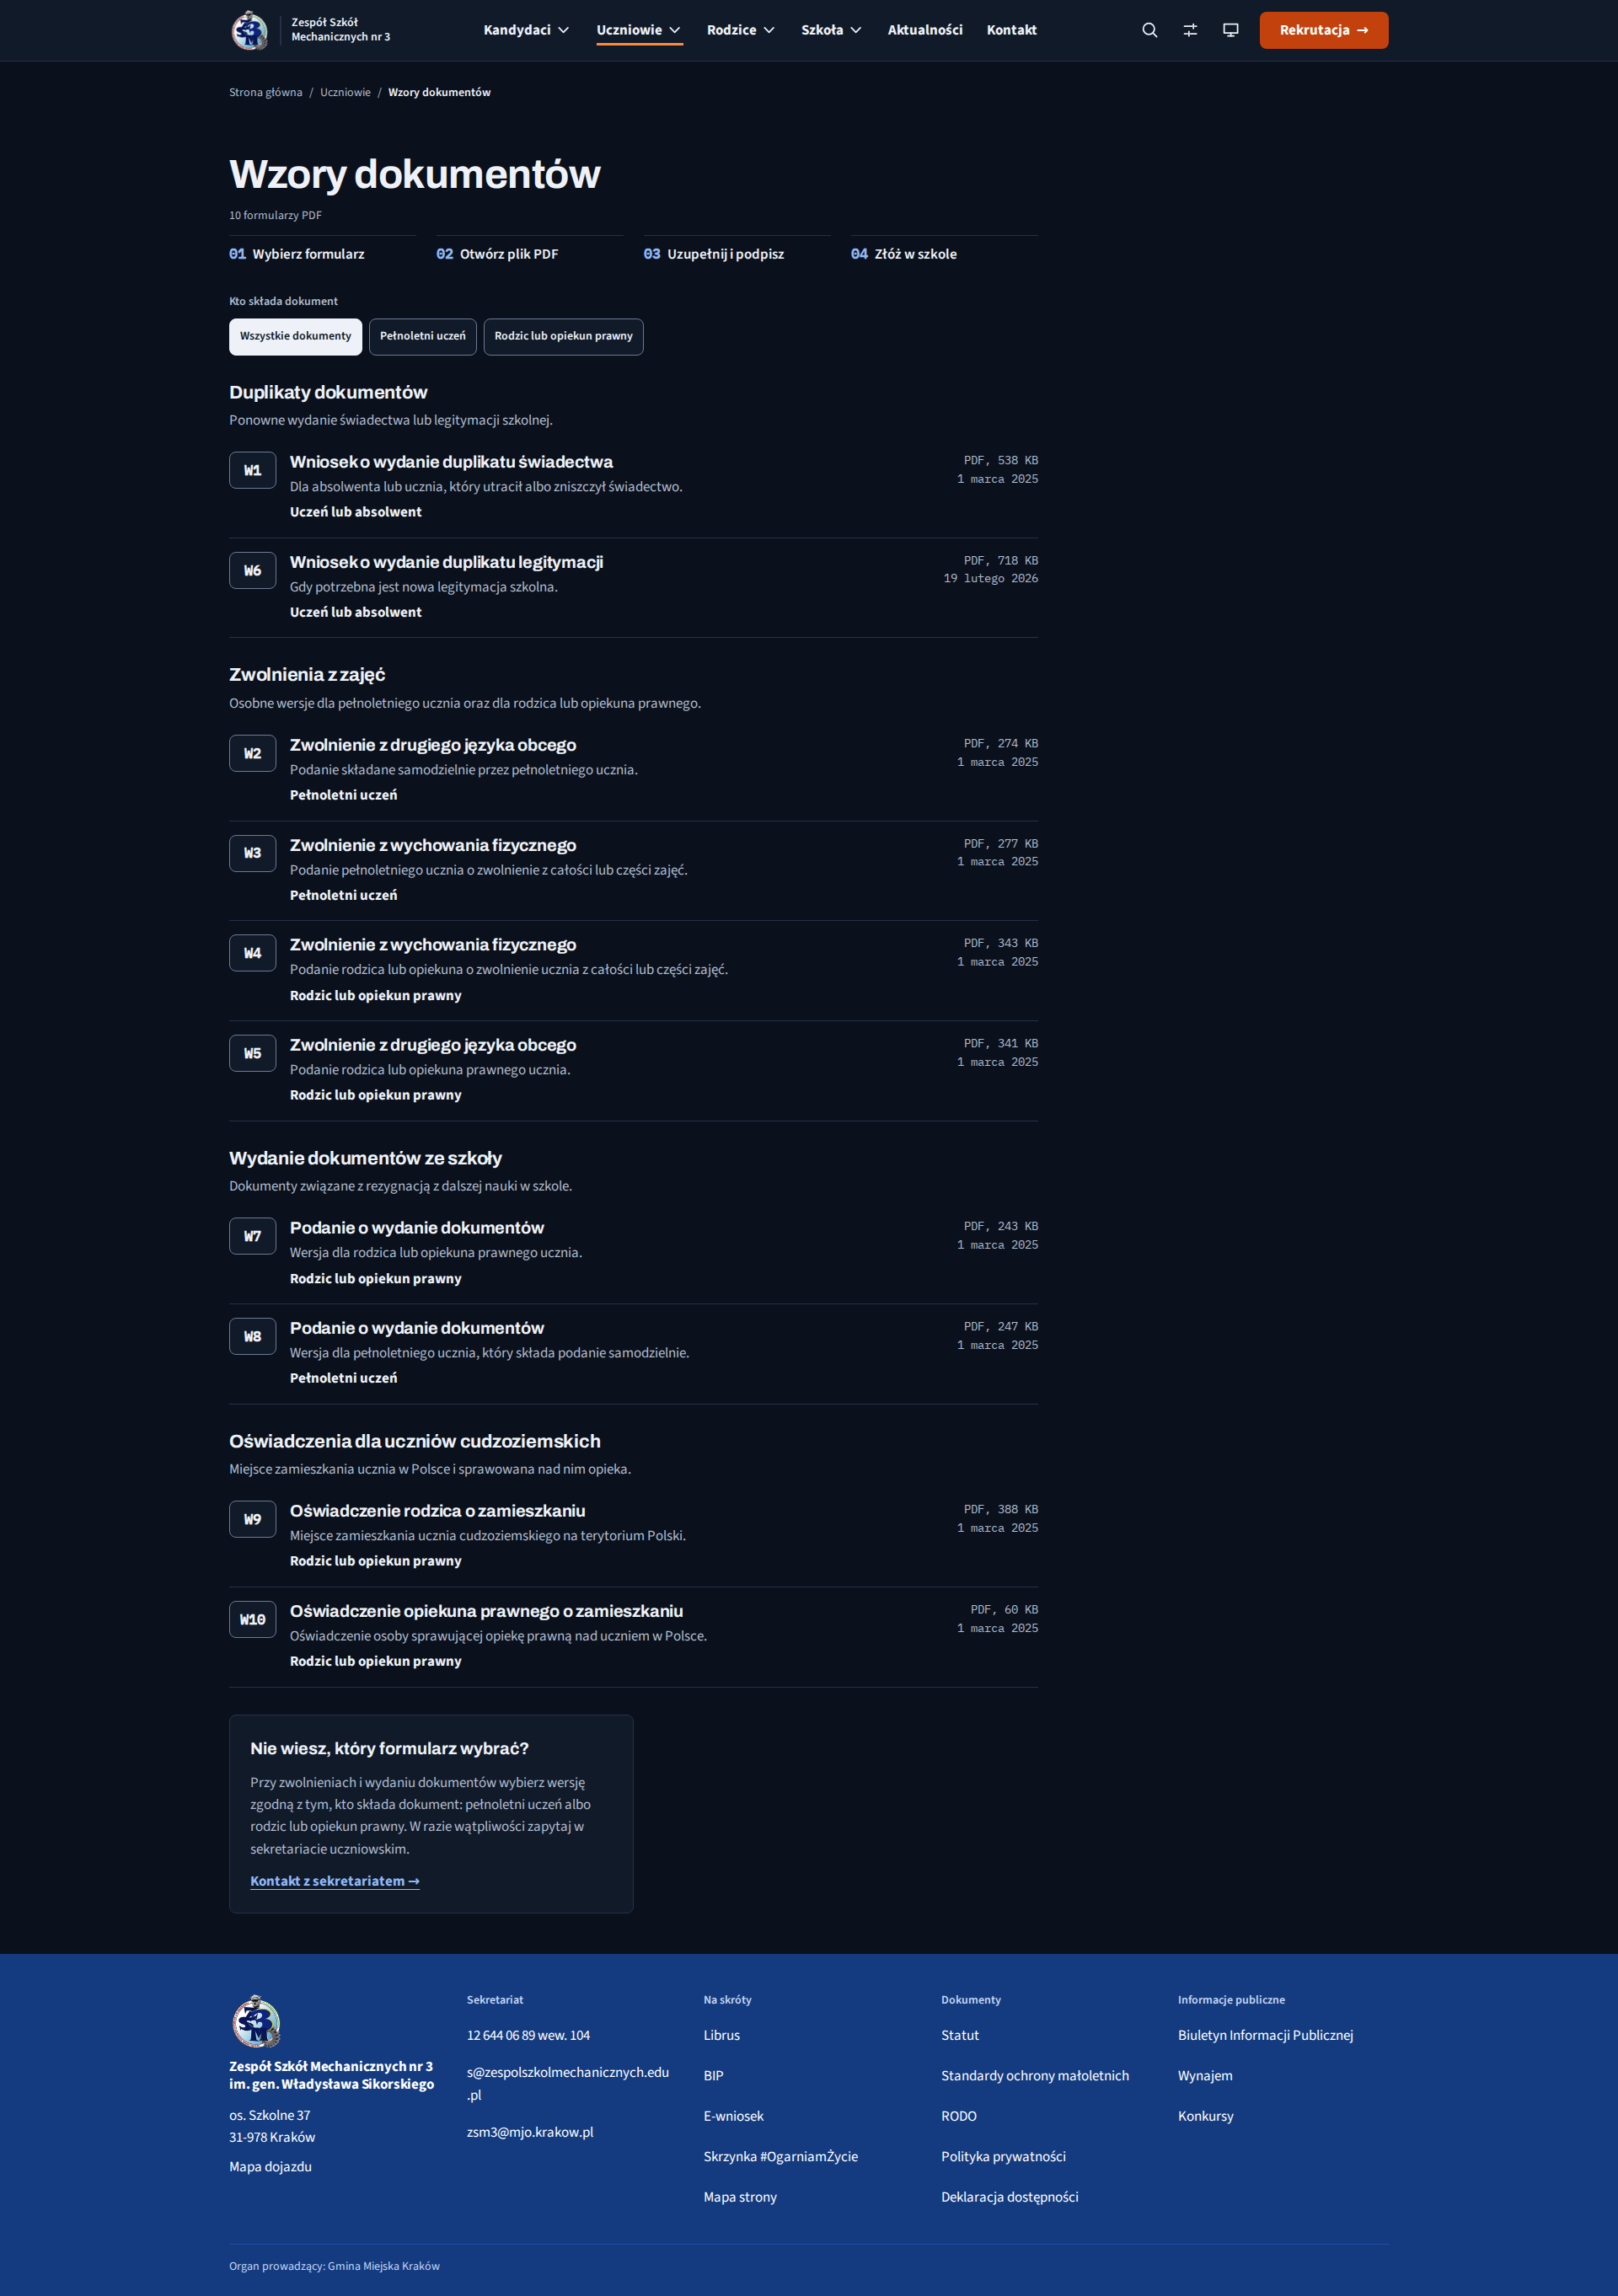 Zespół Szkół
Mechanicznych nr 3
Kandydaci
Uczniowie
Rodzice
Szkoła
Aktualności
Kontakt
Rekrutacja →
Strona główna / Uczniowie / Wzory dokumentów
Wzory dokumentów
10 formularzy PDF
01 Wybierz formularz
02 Otwórz plik PDF
03 Uzupełnij i podpisz
04 Złóż w szkole
Kto składa dokument
Wszystkie dokumenty
Pełnoletni uczeń
Rodzic lub opiekun prawny
Duplikaty dokumentów
Ponowne wydanie świadectwa lub legitymacji szkolnej.
W1
Wniosek o wydanie duplikatu świadectwa
Dla absolwenta lub ucznia, który utracił albo zniszczył świadectwo.
Uczeń lub absolwent
PDF, 538 KB
1 marca 2025
W6
Wniosek o wydanie duplikatu legitymacji
Gdy potrzebna jest nowa legitymacja szkolna.
Uczeń lub absolwent
PDF, 718 KB
19 lutego 2026
Zwolnienia z zajęć
Osobne wersje dla pełnoletniego ucznia oraz dla rodzica lub opiekuna prawnego.
W2
Zwolnienie z drugiego języka obcego
Podanie składane samodzielnie przez pełnoletniego ucznia.
Pełnoletni uczeń
PDF, 274 KB
1 marca 2025
W3
Zwolnienie z wychowania fizycznego
Podanie pełnoletniego ucznia o zwolnienie z całości lub części zajęć.
Pełnoletni uczeń
PDF, 277 KB
1 marca 2025
W4
Zwolnienie z wychowania fizycznego
Podanie rodzica lub opiekuna o zwolnienie ucznia z całości lub części zajęć.
Rodzic lub opiekun prawny
PDF, 343 KB
1 marca 2025
W5
Zwolnienie z drugiego języka obcego
Podanie rodzica lub opiekuna prawnego ucznia.
Rodzic lub opiekun prawny
PDF, 341 KB
1 marca 2025
Wydanie dokumentów ze szkoły
Dokumenty związane z rezygnacją z dalszej nauki w szkole.
W7
Podanie o wydanie dokumentów
Wersja dla rodzica lub opiekuna prawnego ucznia.
Rodzic lub opiekun prawny
PDF, 243 KB
1 marca 2025
W8
Podanie o wydanie dokumentów
Wersja dla pełnoletniego ucznia, który składa podanie samodzielnie.
Pełnoletni uczeń
PDF, 247 KB
1 marca 2025
Oświadczenia dla uczniów cudzoziemskich
Miejsce zamieszkania ucznia w Polsce i sprawowana nad nim opieka.
W9
Oświadczenie rodzica o zamieszkaniu
Miejsce zamieszkania ucznia cudzoziemskiego na terytorium Polski.
Rodzic lub opiekun prawny
PDF, 388 KB
1 marca 2025
W10
Oświadczenie opiekuna prawnego o zamieszkaniu
Oświadczenie osoby sprawującej opiekę prawną nad uczniem w Polsce.
Rodzic lub opiekun prawny
PDF, 60 KB
1 marca 2025
Nie wiesz, który formularz wybrać?
Przy zwolnieniach i wydaniu dokumentów wybierz wersję
zgodną z tym, kto składa dokument: pełnoletni uczeń albo
rodzic lub opiekun prawny. W razie wątpliwości zapytaj w
sekretariacie uczniowskim.
Kontakt z sekretariatem →
Zespół Szkół Mechanicznych nr 3
im. gen. Władysława Sikorskiego
os. Szkolne 37
31-978 Kraków
Mapa dojazdu
Sekretariat
12 644 06 89 wew. 104
s@zespolszkolmechanicznych.edu
.pl
zsm3@mjo.krakow.pl
Na skróty
Librus
BIP
E-wniosek
Skrzynka #OgarniamŻycie
Mapa strony
Dokumenty
Statut
Standardy ochrony małoletnich
RODO
Polityka prywatności
Deklaracja dostępności
Informacje publiczne
Biuletyn Informacji Publicznej
Wynajem
Konkursy
Organ prowadzący: Gmina Miejska Kraków